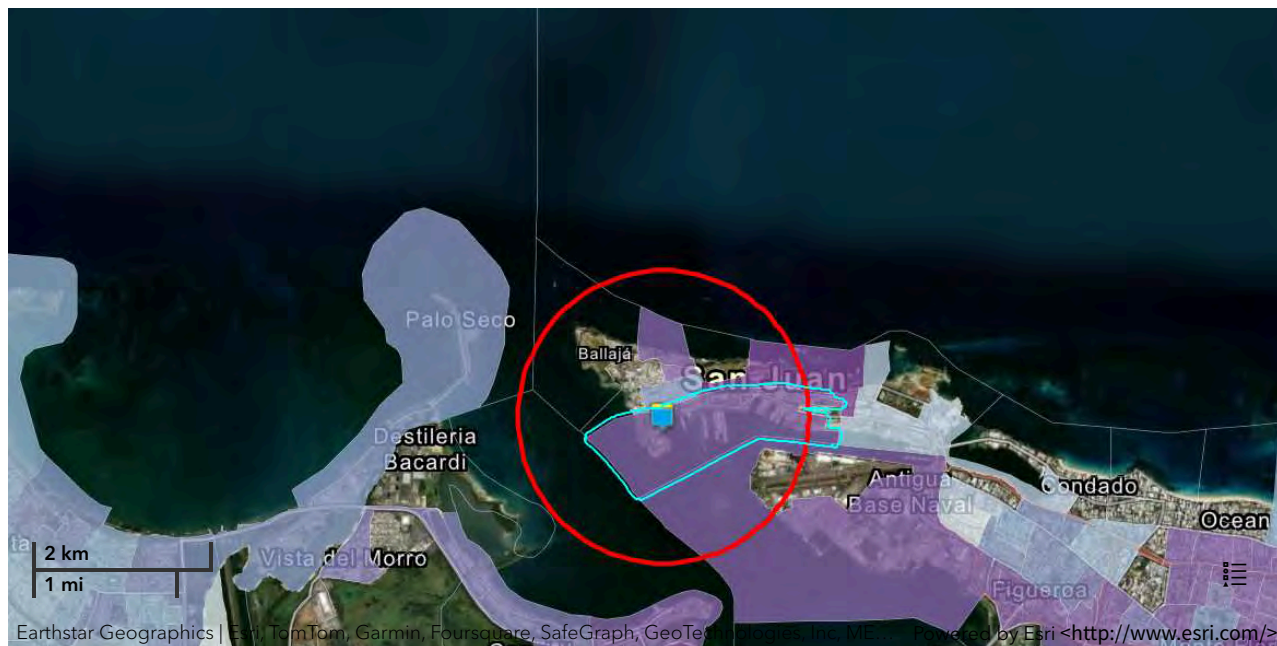 Palo Seco
Ballajá
San Juan
Destileria
Bacardi
Antigua
Base Naval
Condado
Ocean
Vista del Morro
Figueroa
2 km
1 mi
Earthstar Geographics | Esri, TomTom, Garmin, Foursquare, SafeGraph, GeoTechnologies, Inc, ME... Powered by Esri <http://www.esri.com/>